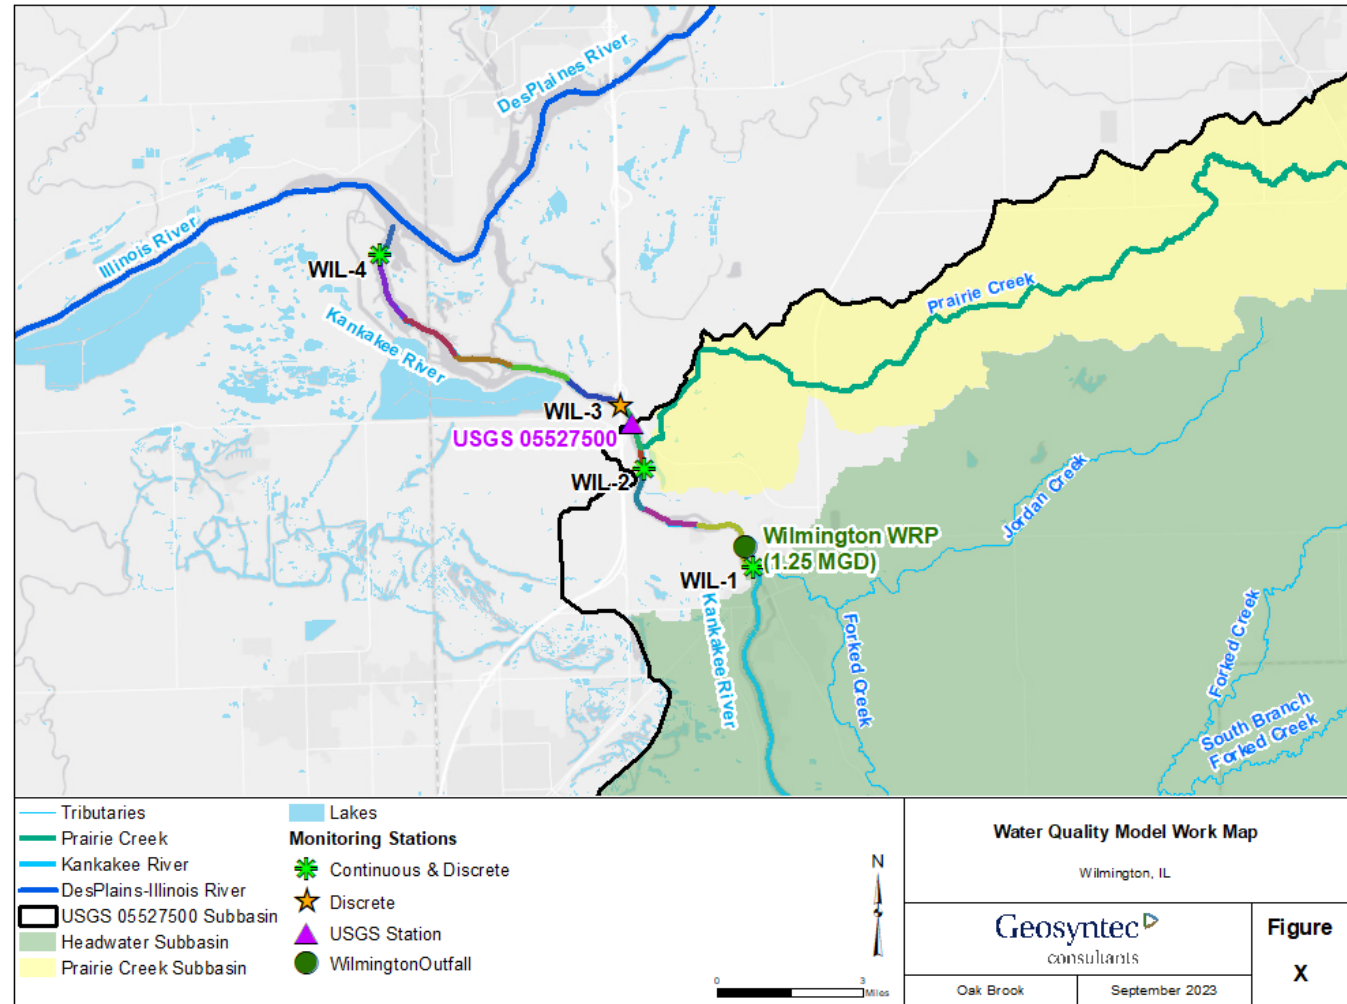 DesPlaines River
Illinois River
WIL-4
Kankakee River
Prairie Creek
WIL-3
USGS 05527500
WIL-2
Jordan Creek
Wilmington WRP
(1.25 MGD)
WIL-1
Kankakee River
Forked Creek
Forked Creek
South Branch
Forked Creek
Tributaries
Prairie Creek
Kankakee River
DesPlains-Illinois River
USGS 05527500 Subbasin
Headwater Subbasin
Prairie Creek Subbasin
Lakes
Monitoring Stations
Continuous & Discrete
Discrete
USGS Station
WilmingtonOutfall
N
0 3
Miles
Water Quality Model Work Map
Wilmington, IL
Geosyntec
consultants
Figure
X
Oak Brook
September 2023